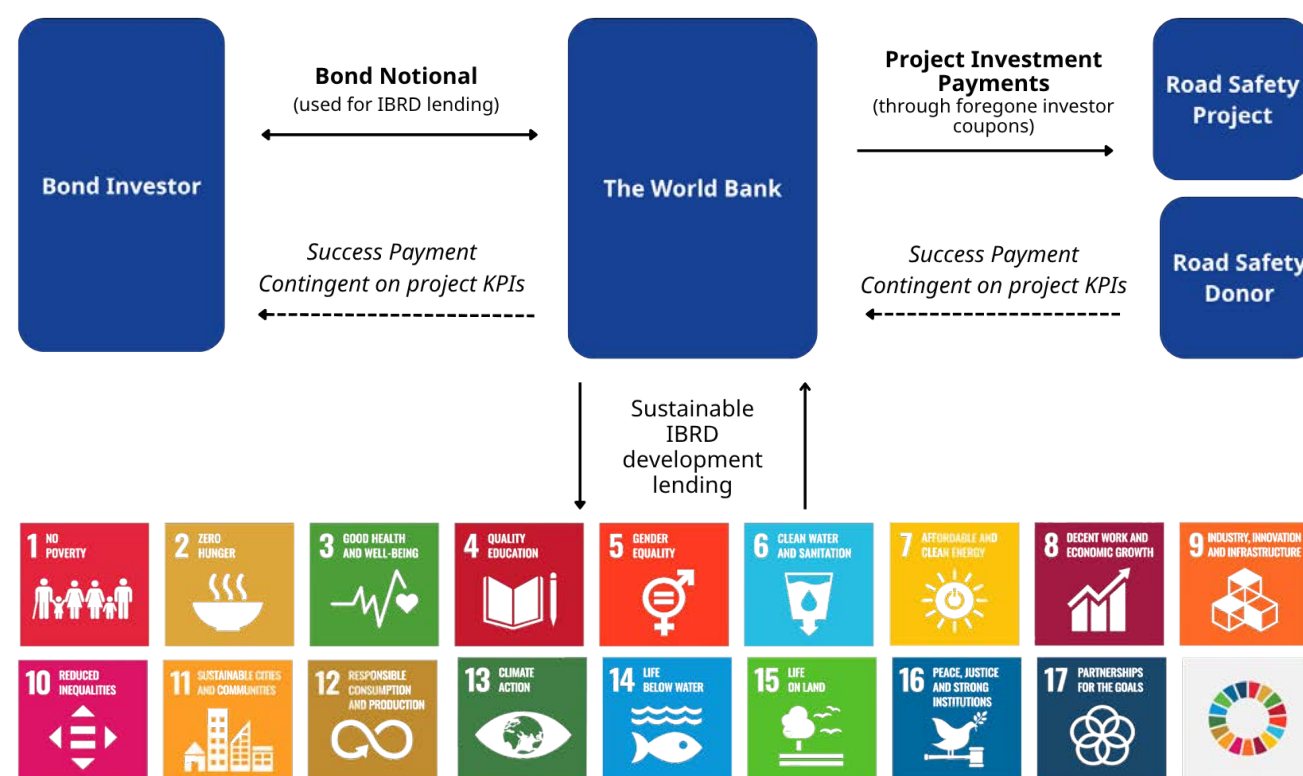 Bond Investor
Bond Notional
(used for IBRD lending)
Success Payment
Contingent on project KPIs
The World Bank
Project Investment
Payments
(through foregone investor
coupons)
Success Payment
Contingent on project KPIs
Road Safety
Project
Road Safety
Donor
Sustainable
IBRD
development
lending
1 NO
POVERTY
2 ZERO
HUNGER
3 GOOD HEALTH
AND WELL-BEING
4 QUALITY
EDUCATION
5 GENDER
EQUALITY
6 CLEAN WATER
AND SANITATION
7 AFFORDABLE AND
CLEAN ENERGY
8 DECENT WORK AND
ECONOMIC GROWTH
9 INDUSTRY, INNOVATION
AND INFRASTRUCTURE
10 REDUCED
INEQUALITIES
11 SUSTAINABLE CITIES
AND COMMUNITIES
12 RESPONSIBLE
CONSUMPTION
AND PRODUCTION
13 CLIMATE
ACTION
14 LIFE
BELOW WATER
15 LIFE
ON LAND
16 PEACE, JUSTICE
AND STRONG
INSTITUTIONS
17 PARTNERSHIPS
FOR THE GOALS